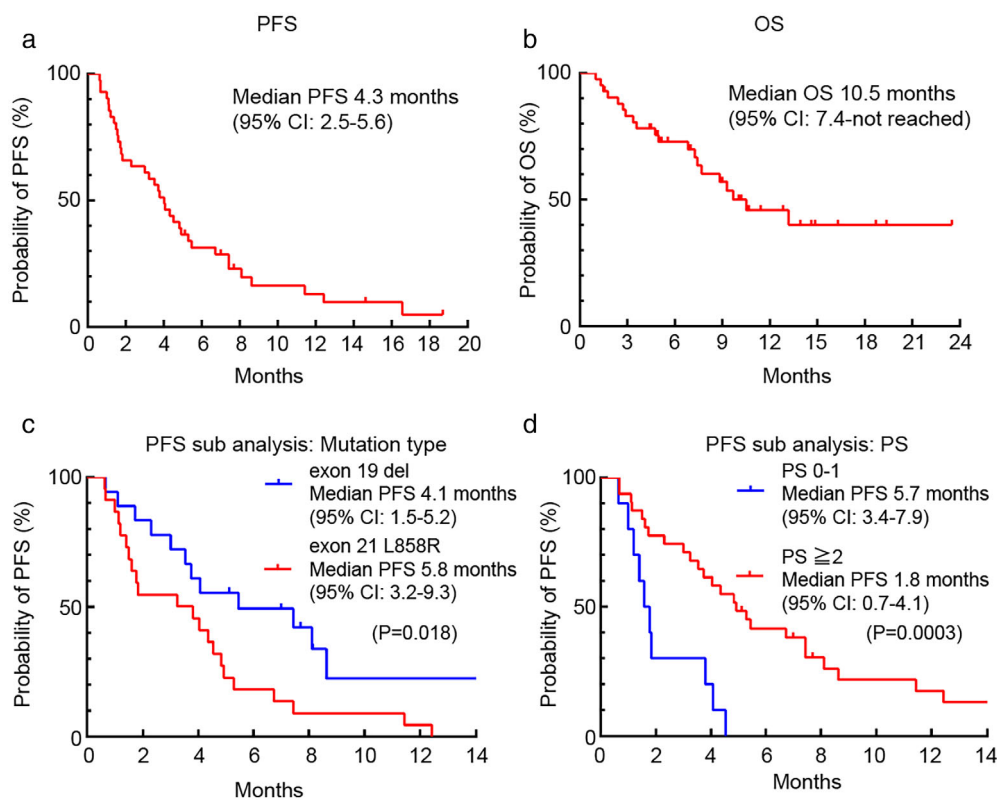 a
PFS
Probability of PFS (%)
100
50
0
Median PFS 4.3 months
(95% CI: 2.5-5.6)
0 2 4 6 8 10 12 14 16 18 20
Months
b
OS
Probability of OS (%)
100
50
0
Median OS 10.5 months
(95% CI: 7.4-not reached)
0 3 6 9 12 15 18 21 24
Months
c
PFS sub analysis: Mutation type
Probability of PFS (%)
100
50
0
exon 19 del
Median PFS 4.1 months
(95% CI: 1.5-5.2)
exon 21 L858R
Median PFS 5.8 months
(95% CI: 3.2-9.3)
(P=0.018)
0 2 4 6 8 10 12 14
Months
d
PFS sub analysis: PS
Probability of PFS (%)
100
50
0
PS 0-1
Median PFS 5.7 months
(95% CI: 3.4-7.9)
PS ≧2
Median PFS 1.8 months
(95% CI: 0.7-4.1)
(P=0.0003)
0 2 4 6 8 10 12 14
Months